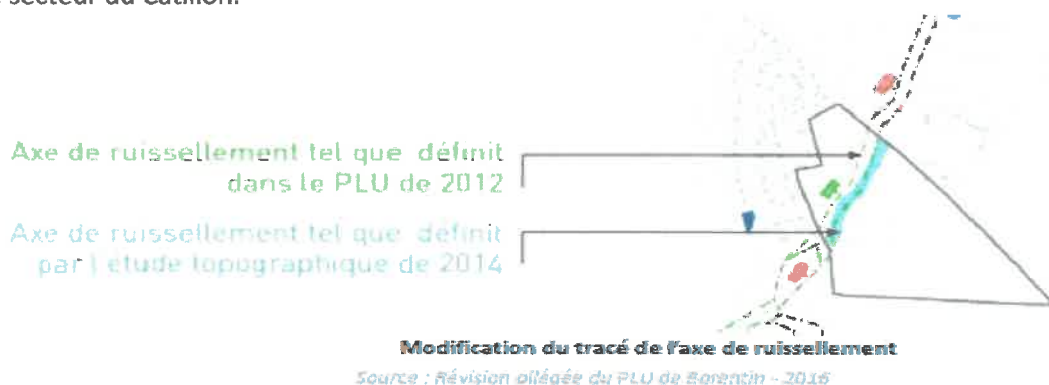 secteur du Catillon.
Axe de ruissellement tel que définit
dans le PLU de 2012
Axe de ruissellement tel que définit
par l étude topographique de 2014
Modification du tracé de l'axe de ruissellement
Source : Révision allégée du PLU de Barentin - 2016